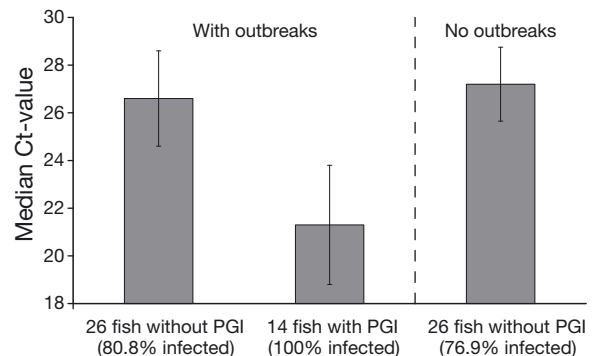 30
With outbreaks
No outbreaks
28
26
24
22
20
18
Median Ct-value
26 fish without PGI
(80.8% infected)
14 fish with PGI
(100% infected)
26 fish without PGI
(76.9% infected)